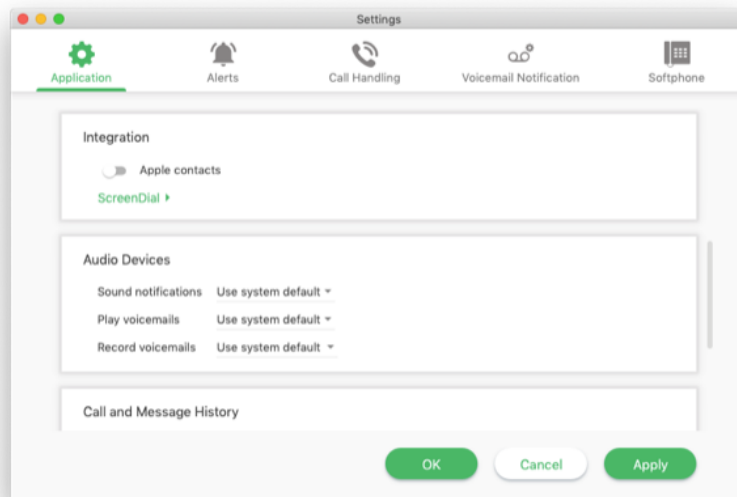 Settings
Application
Alerts
Call Handling
Voicemail Notification
Softphone
Integration
Apple contacts
ScreenDial
Audio Devices
Sound notifications Use system default
Play voicemails Use system default
Record voicemails Use system default
Call and Message History
OK
Cancel
Apply